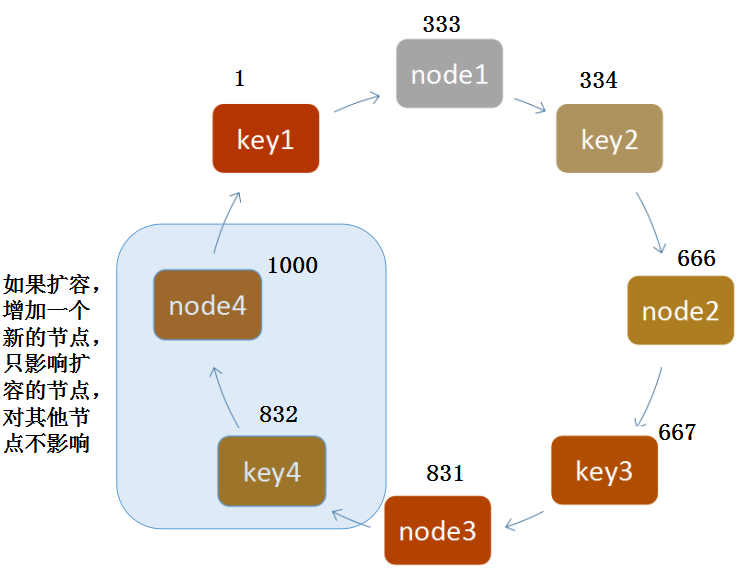 333
node1
334
key2
1
key1
666
node2
1000
node4
如果扩容，
增加一个
新的节点，
只影响扩
容的节点，
对其他节
点不影响
832
key4
831
node3
667
key3